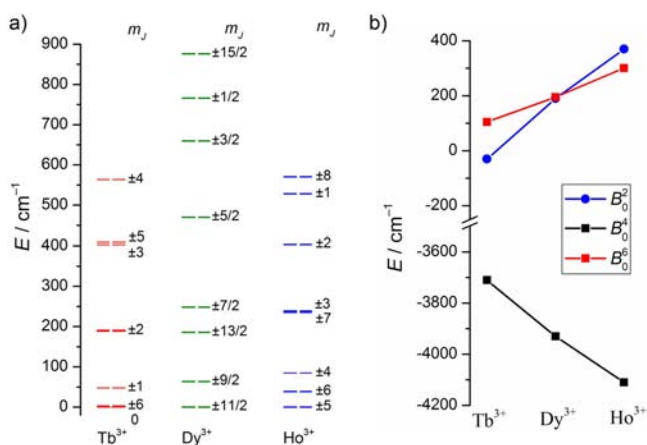 a)
m_J
m_J
m_J
E / cm⁻¹
900
800
700
600
500
400
300
200
100
0
±4
±5
±3
±2
±1
±6
0
Tb³⁺
±15/2
±1/2
±3/2
±5/2
±7/2
±13/2
±9/2
±11/2
Dy³⁺
±8
±1
±2
±3
±7
±4
±6
±5
Ho³⁺
b)
E / cm⁻¹
400
200
0
-200
-3600
-3800
-4000
-4200
B₀²
B₀⁴
B₀⁶
Tb³⁺ Dy³⁺ Ho³⁺